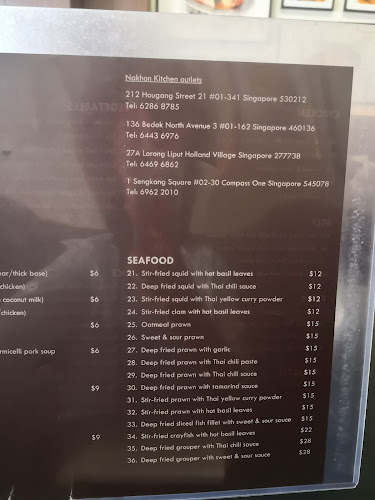 Nakhon Kitchen outlets
212 Hougang Street 21 #01-341 Singapore 530212
Tel: 6286 8785
136 Bedok North Avenue 3 #01-162 Singapore 460136
Tel: 6443 6976
27A Lorong Liput Holland Village Singapore 277738
Tel: 6469 6862
1 Sengkang Square #02-30 Compass One Singapore 545078
Tel: 6962 2010
ear/thick base) $6
chicken)
coconut milk) $6
chicken)
$6
rmicelli pork soup $6
$9
$9
SEAFOOD
21. Stir-fried squid with hot basil leaves $12
22. Deep fried squid with Thai chili sauce $12
23. Stir-fried squid with Thai yellow curry powder $12
24. Stir-fried clam with hot basil leaves $12
25. Oatmeal prawn $15
26. Sweet & sour prawn $15
27. Deep fried prawn with garlic $15
28. Deep fried prawn with Thai chili paste $15
29. Deep fried prawn with Thai chili sauce $15
30. Deep fried prawn with tamarind sauce $15
31. Stir-fried prawn with Thai yellow curry powder $15
32. Stir-fried prawn with hot basil leaves $15
33. Deep fried sliced fish fillet with sweet & sour sauce $15
34. Stir-fried crayfish with hot basil leaves $22
35. Deep fried grouper with Thai chili sauce $28
36. Deep fried grouper with sweet & sour sauce $28